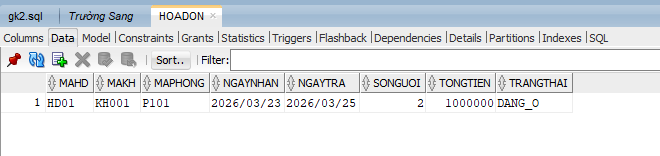 gk2.sql Trường Sang HOADON
Columns Data Model Constraints Grants Statistics Triggers Flashback Dependencies Details Partitions Indexes SQL
Sort.. Filter:
MAHD MAKH MAPHONG NGAYNHAN NGAYTRA SONGUOI TONGTIEN TRANGTHAI
1 HD01 KH001 P101 2026/03/23 2026/03/25 2 1000000 DANG_O